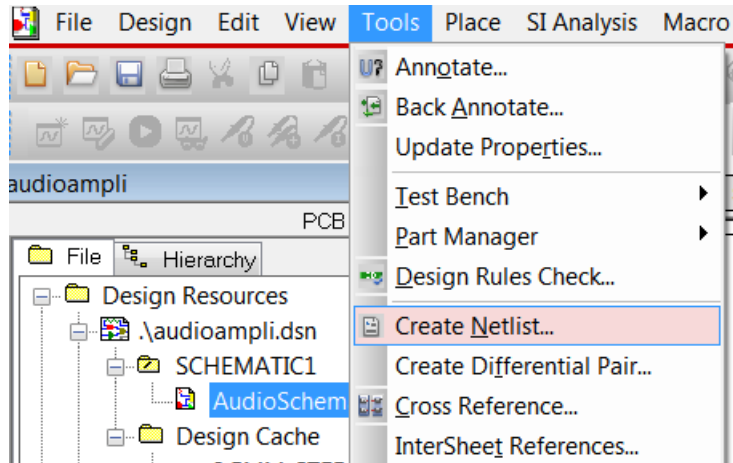 File Design Edit View Tools Place SI Analysis Macro
U? Annotate...
Back Annotate...
Update Properties...
audioampli
Test Bench
PCB
Part Manager
File Hierarchy
Design Rules Check...
Design Resources
.\audioampli.dsn
Create Netlist...
SCHEMATIC1
Create Differential Pair...
AudioSchem
Cross Reference...
Design Cache
InterSheet References...